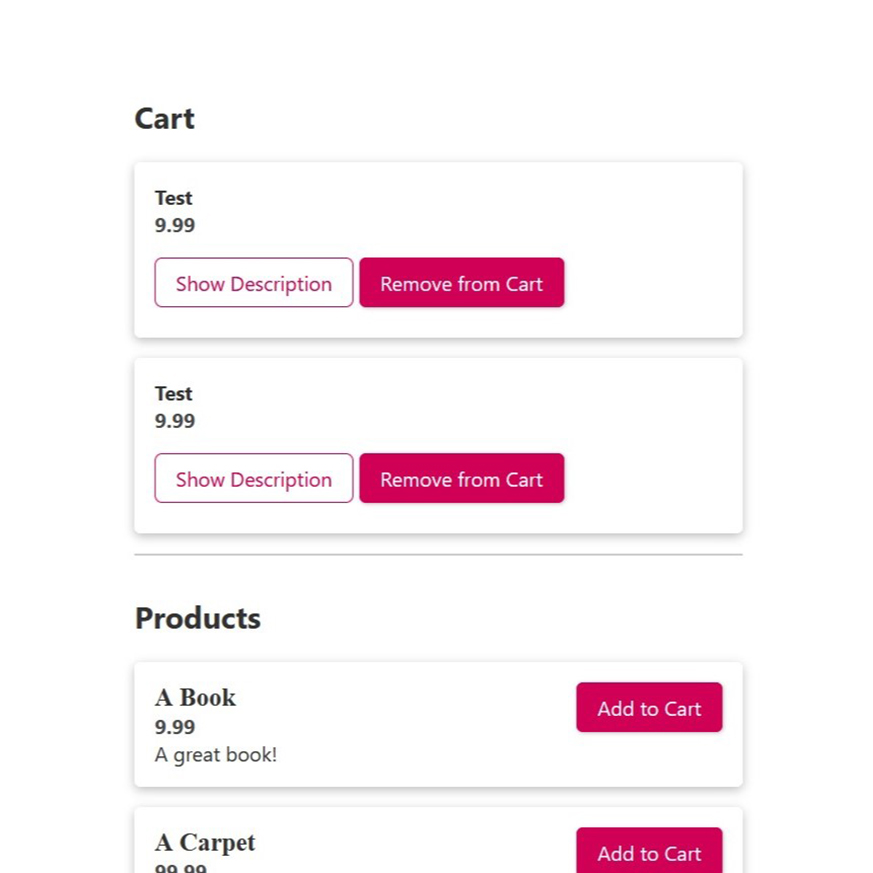 Cart
Test
9.99
Show Description Remove from Cart
Test
9.99
Show Description Remove from Cart
Products
A Book Add to Cart
9.99
A great book!
A Carpet Add to Cart
99.99